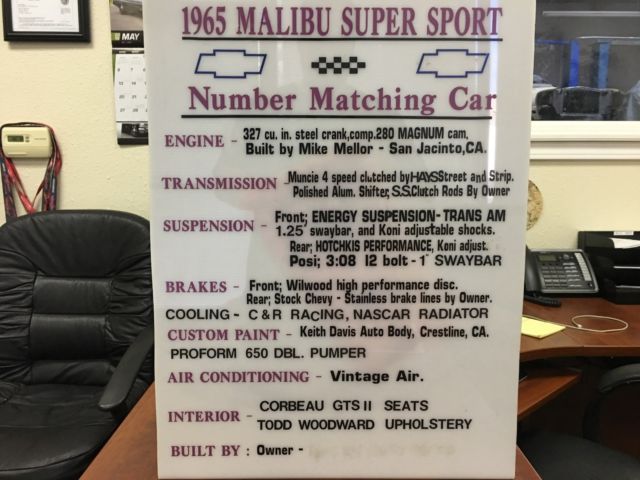 MAY
1965 MALIBU SUPER SPORT
Number Matching Car
ENGINE - 327 cu. in. steel crank,comp.280 MAGNUM cam,
Built by Mike Mellor - San Jacinto,CA.
TRANSMISSION - Muncie 4 speed clutched by HAYS Street and Strip.
Polished Alum. Shifter, S.S. Clutch Rods By Owner
SUSPENSION - Front; ENERGY SUSPENSION-TRANS AM
1.25" swaybar, and Koni adjustable shocks.
Rear; HOTCHKIS PERFORMANCE, Koni adjust.
Posi; 3:08 12 bolt - 1" SWAYBAR
BRAKES - Front; Wilwood high performance disc.
Rear; Stock Chevy - Stainless brake lines by Owner.
COOLING - C & R RACING, NASCAR RADIATOR
CUSTOM PAINT - Keith Davis Auto Body, Crestline, CA.
PROFORM 650 DBL. PUMPER
AIR CONDITIONING - Vintage Air.
INTERIOR - CORBEAU GTS II SEATS
TODD WOODWARD UPHOLSTERY
BUILT BY : Owner -